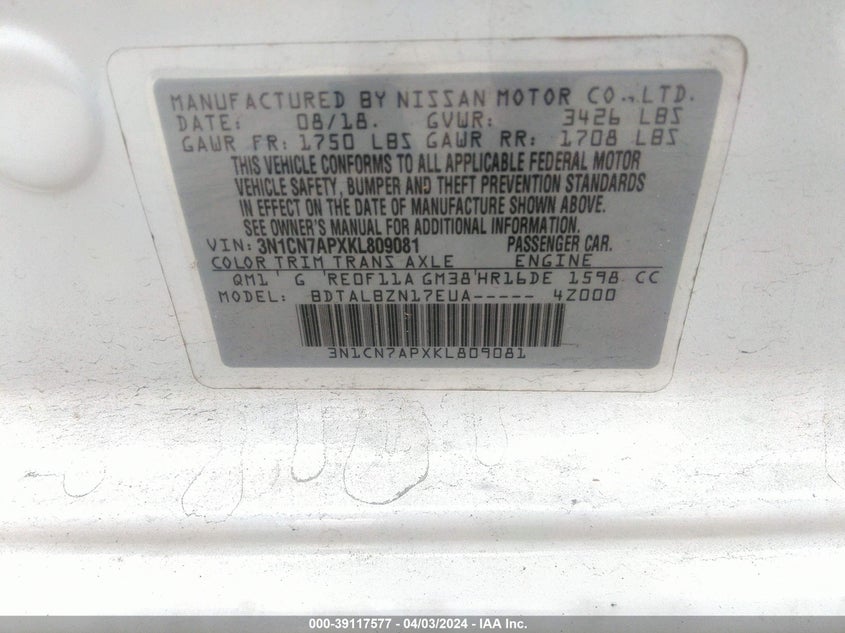 MANUFACTURED BY NISSAN MOTOR CO., LTD.
DATE: 08/18. GVWR: 3426 LBS
GAWR FR: 1750 LBS GAWR RR: 1708 LBS
THIS VEHICLE CONFORMS TO ALL APPLICABLE FEDERAL MOTOR
VEHICLE SAFETY, BUMPER AND THEFT PREVENTION STANDARDS
IN EFFECT ON THE DATE OF MANUFACTURE SHOWN ABOVE.
SEE OWNER'S MANUAL FOR ADDITIONAL INFORMATION.
VIN: 3N1CN7APXKL809081 PASSENGER CAR.
COLOR TRIM TRANS AXLE ENGINE
QM1 G RE0F11A GM38 HR16DE 1598 CC
MODEL: BDTALBZN17EUA----- 4Z000
3N1CN7APXKL809081
000-39117577 - 04/03/2024 - IAA Inc.